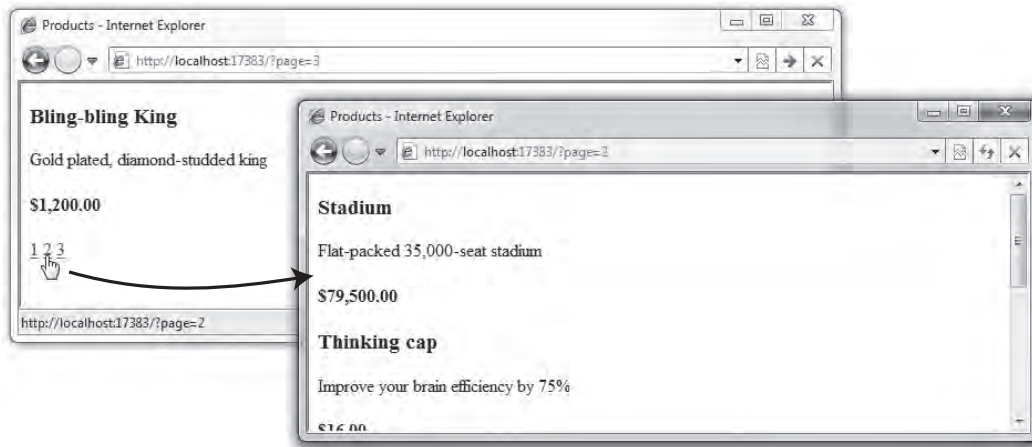 Products - Internet Explorer
http://localhost:17383/?page=3
Bling-bling King
Gold plated, diamond-studded king
$1,200.00
1 2 3
http://localhost:17383/?page=2
Products - Internet Explorer
http://localhost:17383/?page=2
Stadium
Flat-packed 35,000-seat stadium
$79,500.00
Thinking cap
Improve your brain efficiency by 75%
$16.00